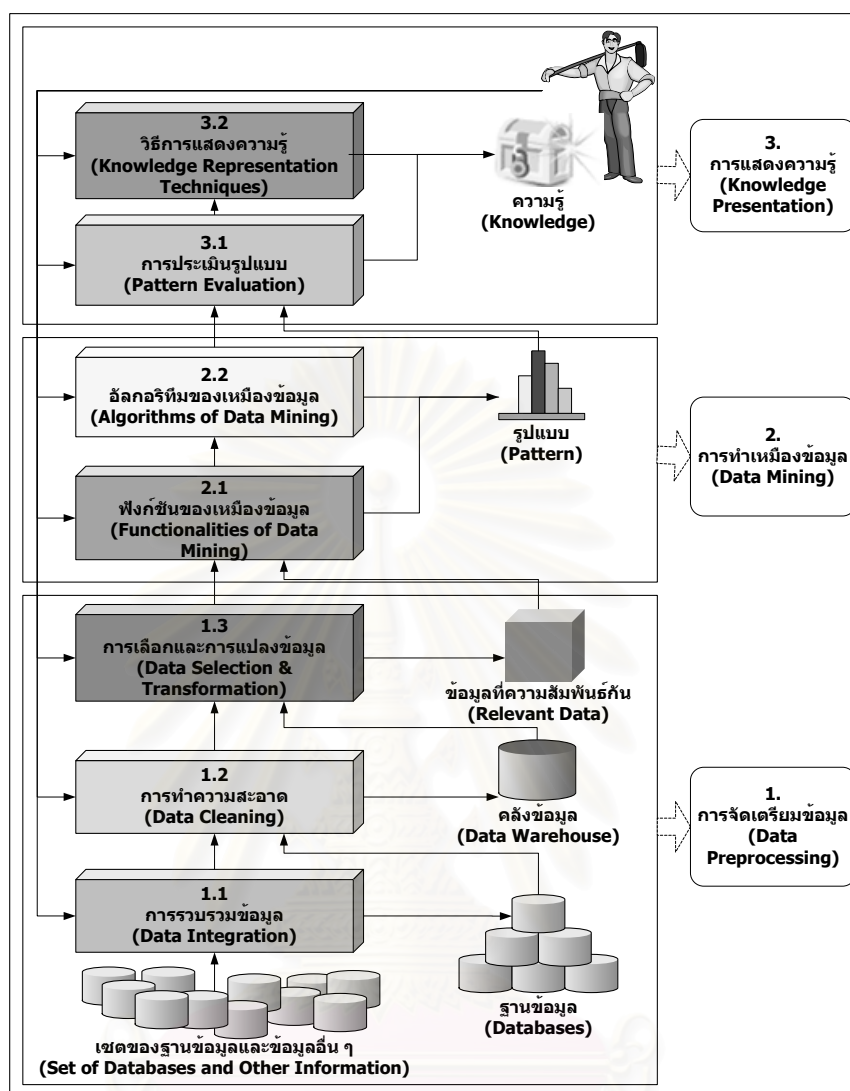 3.2
วิธีการแสดงความรู้
(Knowledge Representation
Techniques)
ความรู้
(Knowledge)
3.
การแสดงความรู้
(Knowledge
Presentation)
3.1
การประเมินรูปแบบ
(Pattern Evaluation)
2.2
อัลกอริทึมของเหมืองข้อมูล
(Algorithms of Data Mining)
รูปแบบ
(Pattern)
2.
การทำเหมืองข้อมูล
(Data Mining)
2.1
ฟังก์ชันของเหมืองข้อมูล
(Functionalities of Data
Mining)
1.3
การเลือกและการแปลงข้อมูล
(Data Selection &
Transformation)
ข้อมูลที่ความสัมพันธ์กัน
(Relevant Data)
1.2
การทำความสะอาด
(Data Cleaning)
คลังข้อมูล
(Data Warehouse)
1.
การจัดเตรียมข้อมูล
(Data
Preprocessing)
1.1
การรวบรวมข้อมูล
(Data Integration)
ฐานข้อมูล
(Databases)
เซตของฐานข้อมูลและข้อมูลอื่น ๆ
(Set of Databases and Other Information)